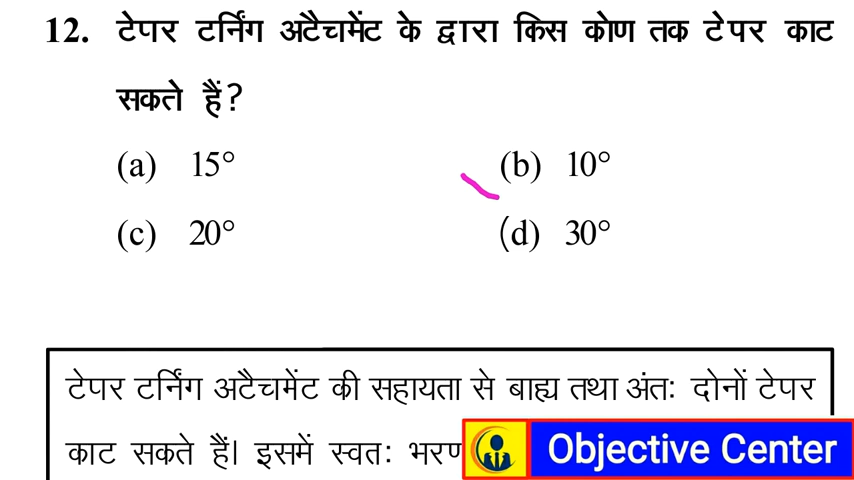 12. टेपर टर्निंग अटैचमेंट के द्वारा किस कोण तक टेपर काट
सकते हैं?
(a) 15° (b) 10°
(c) 20° (d) 30°
टेपर टर्निंग अटैचमेंट की सहायता से बाह्य तथा अंतः दोनों टेपर
काट सकते हैं। इसमें स्वतः भरण
Objective Center